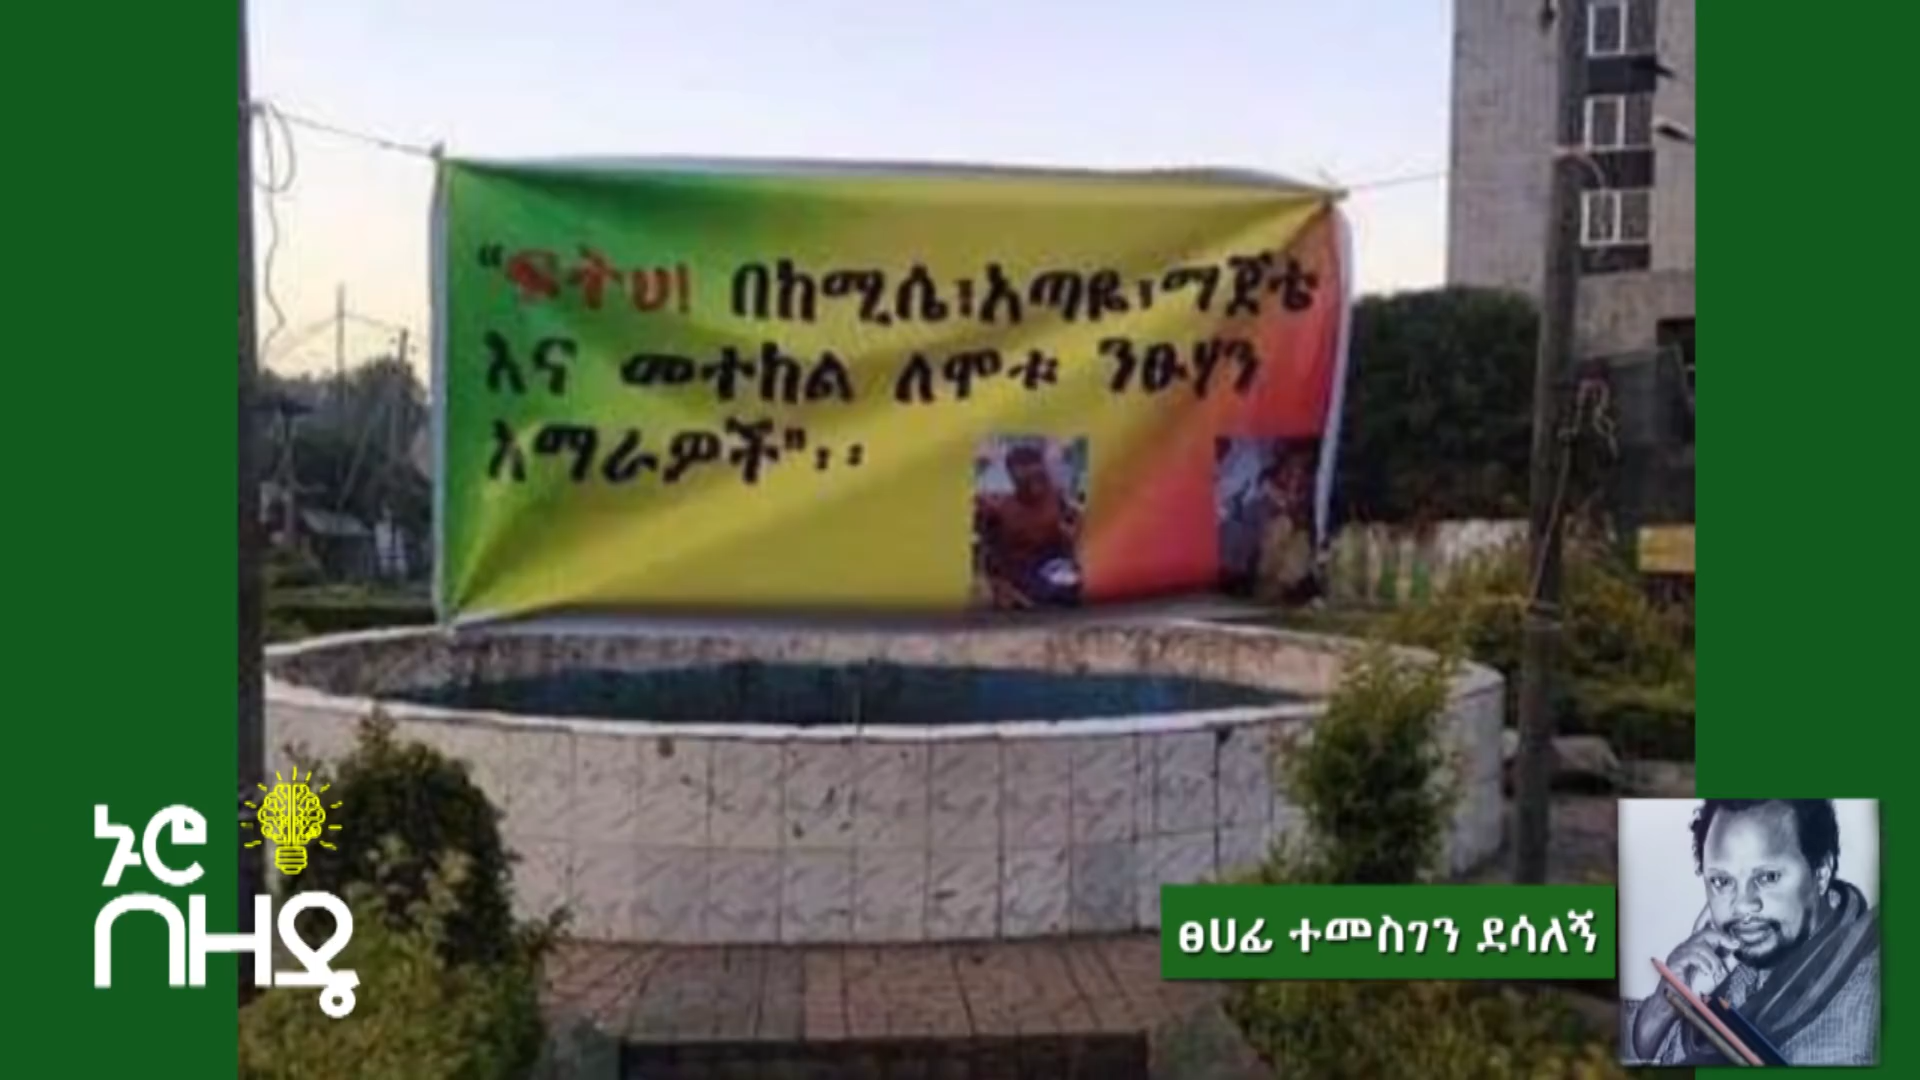 “ፍትህ! በከሚሴ፣አጣዬ፣ማጀቴ
እና መተከል ለሞቱ ንፁሃን
አማራዎች”፡፡
ኑሮ
በዘዴ
ፀሀፊ ተመስገን ደሳለኝ